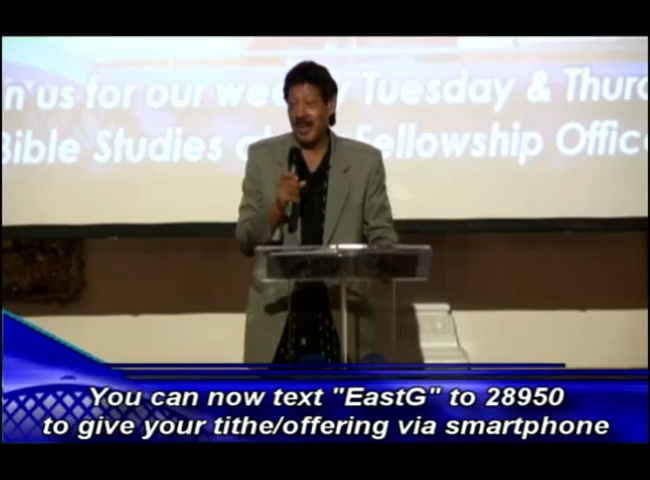 n us for our wee y Tuesday & Thur
Bible Studies a Fellowship Offic
You can now text "EastG" to 28950
to give your tithe/offering via smartphone